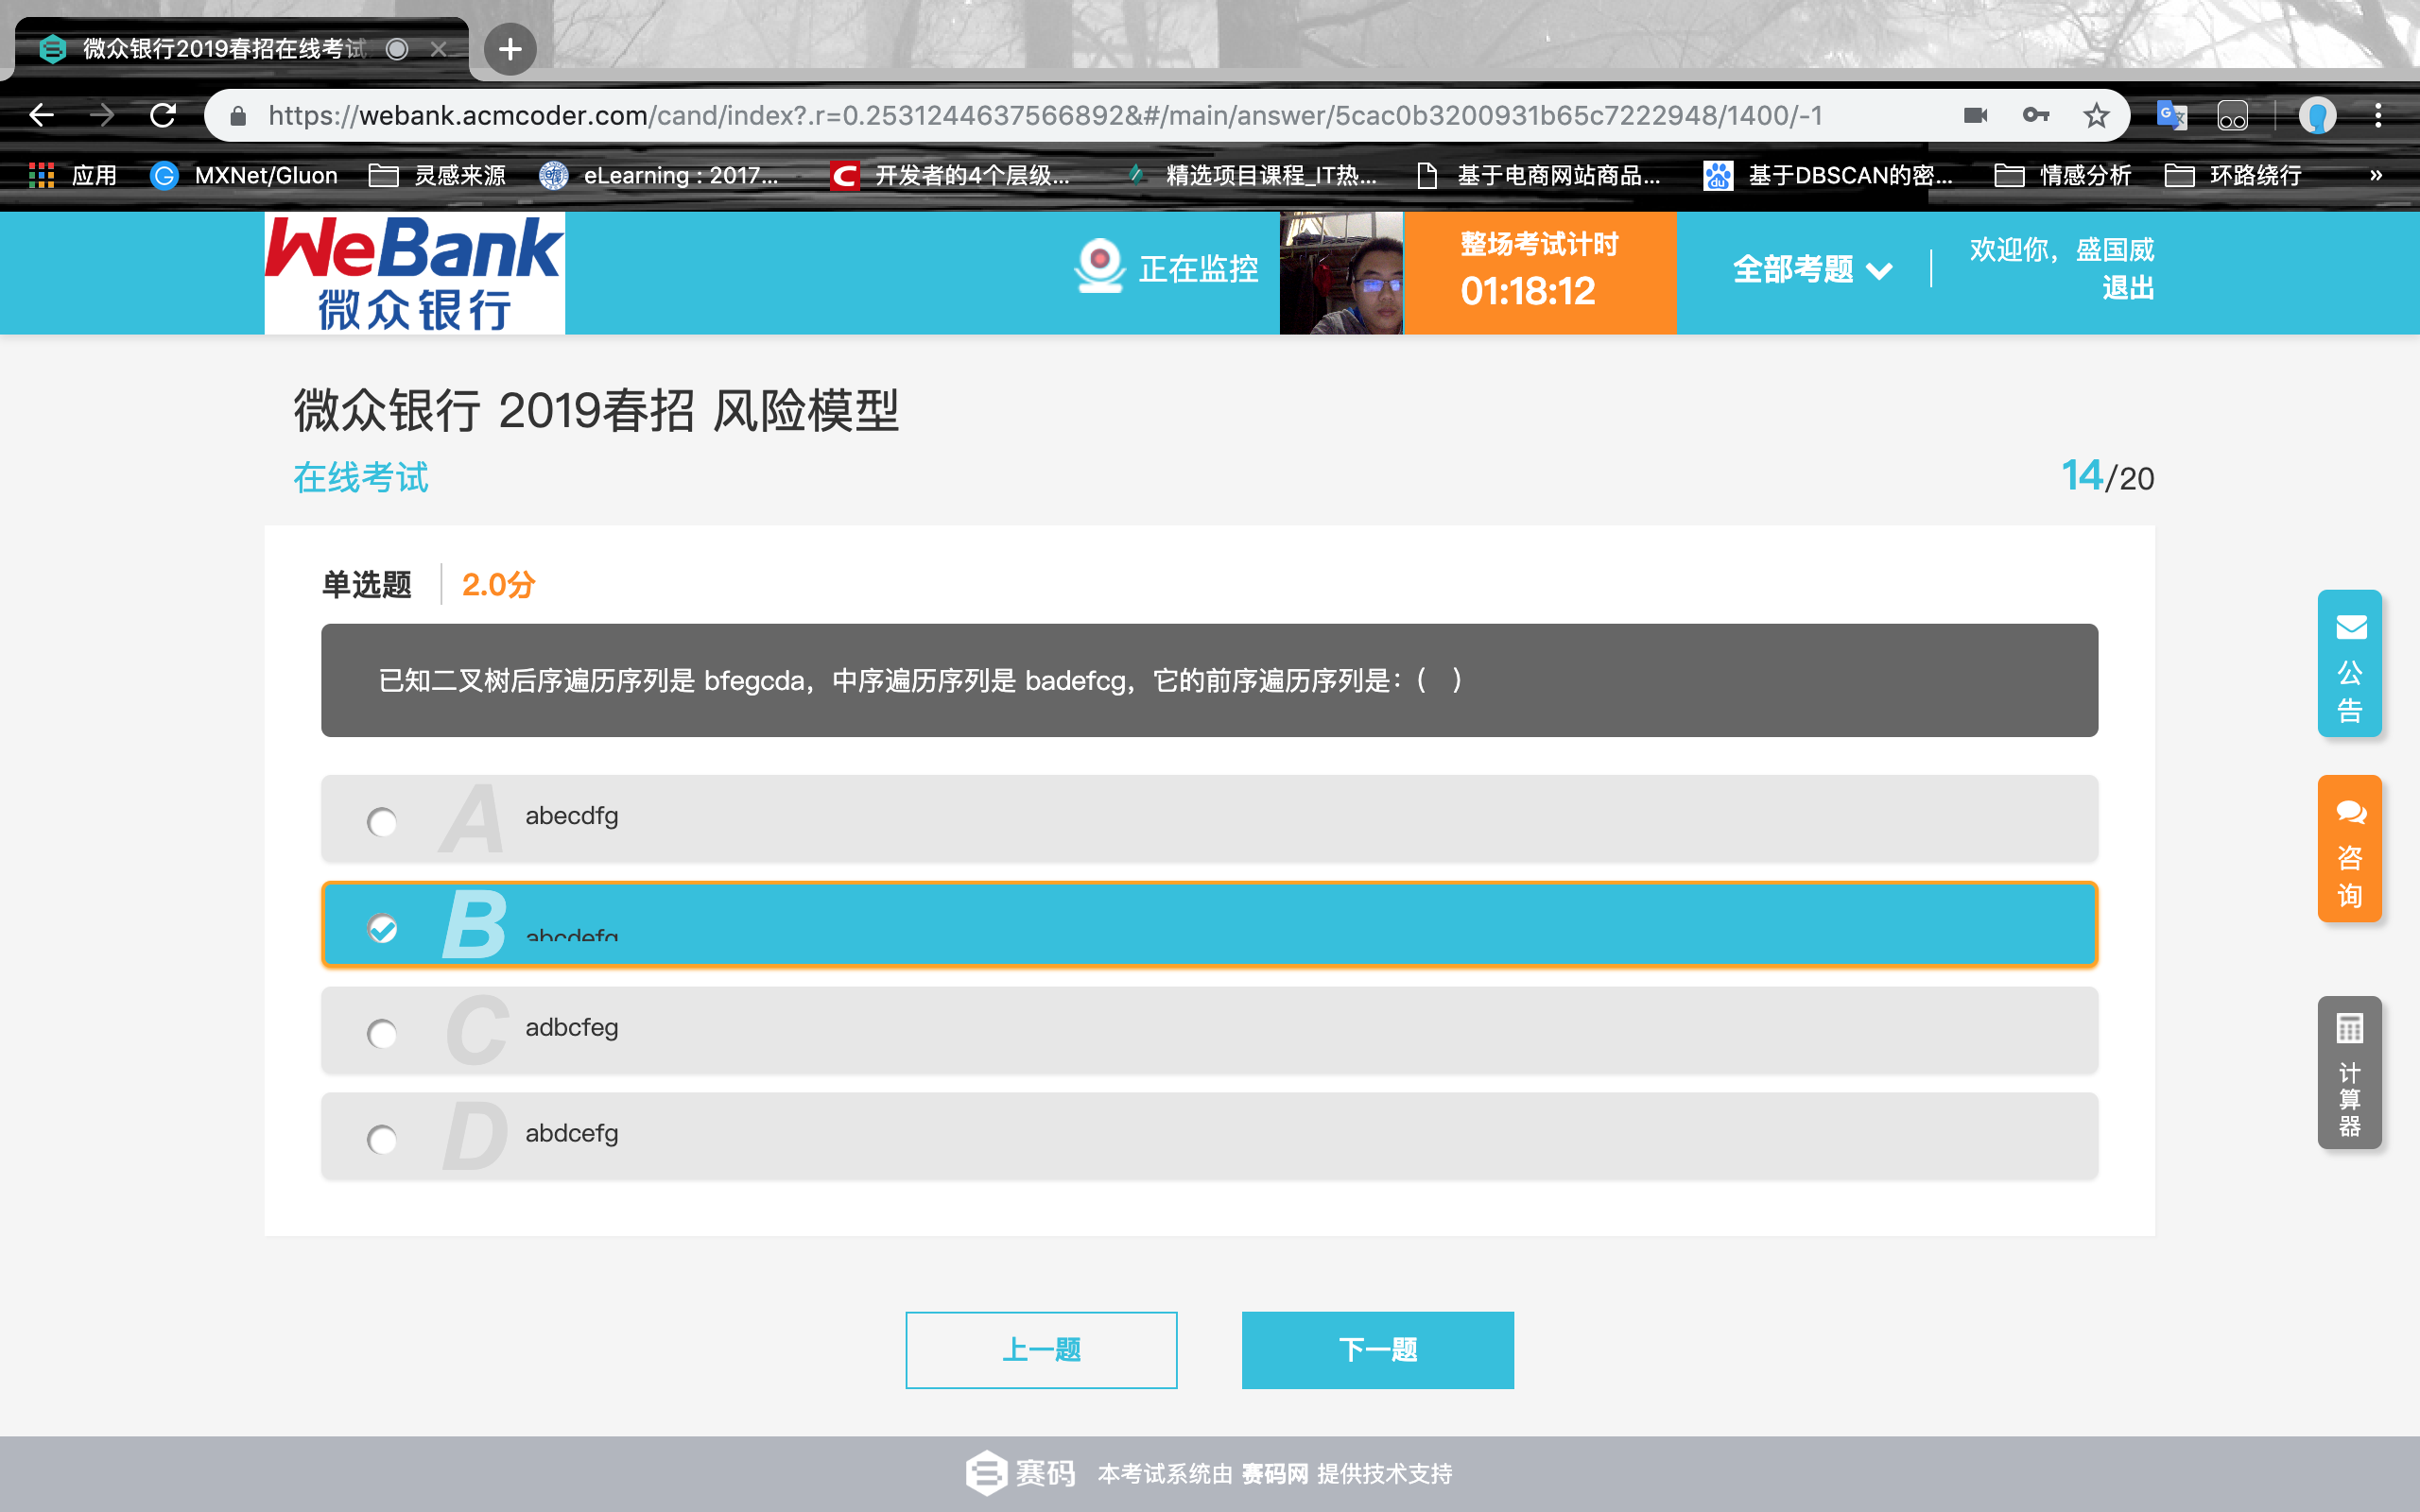 微众银行2019春招在线考试
https://webank.acmcoder.com/cand/index?.r=0.2531244637566892&#/main/answer/5cac0b3200931b65c7222948/1400/-1
应用 MXNet/Gluon 灵感来源 eLearning : 2017... 开发者的4个层级... 精选项目课程_IT热... 基于电商网站商品... 基于DBSCAN的密... 情感分析 环路绕行 »
WeBank
微众银行
正在监控
整场考试计时
01:18:12
全部考题
欢迎你，盛国威
退出
微众银行 2019春招 风险模型
在线考试
14/20
单选题 2.0分
已知二叉树后序遍历序列是 bfegcda，中序遍历序列是 badefcg，它的前序遍历序列是：( )
A abecdfg
B abcdefg
C adbcfeg
D abdcefg
公告
咨询
计算器
上一题 下一题
赛码 本考试系统由 赛码网 提供技术支持